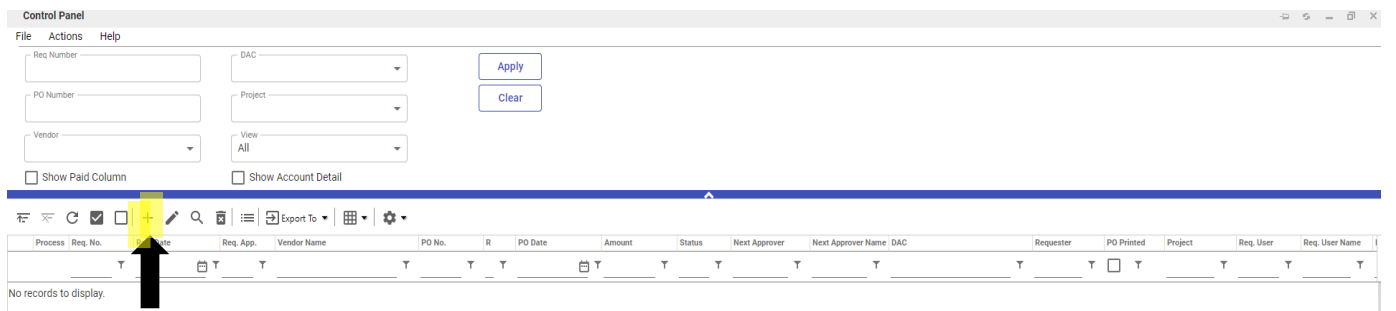 Control Panel
File Actions Help
Req Number DAC
Apply
PO Number Project
Clear
Vendor View
All
Show Paid Column Show Account Detail
Export To
Process Req. No. Date Req. App. Vendor Name PO No. R PO Date Amount Status Next Approver Next Approver Name DAC Requester PO Printed Project Req. User Req. User Name
No records to display.